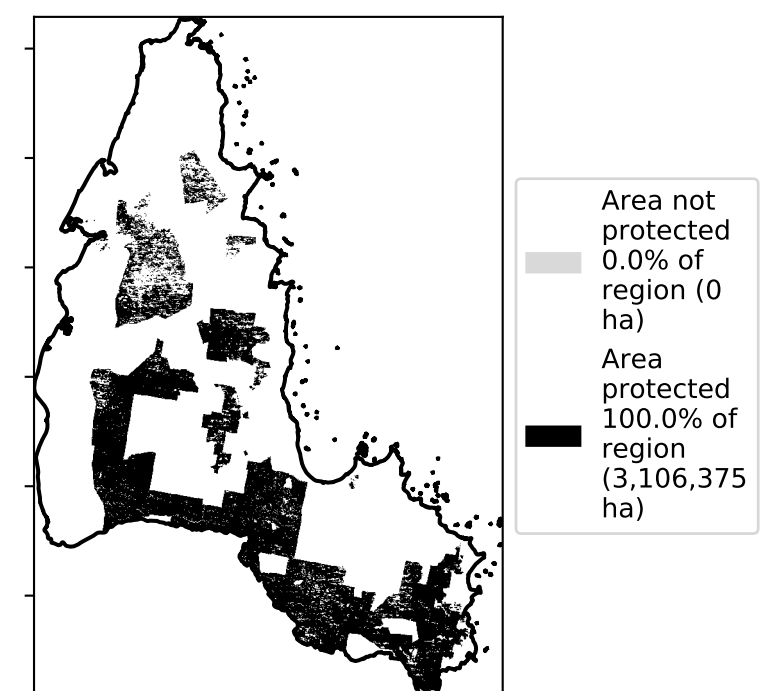 Area not
protected
0.0% of
region (0
ha)
Area
protected
100.0% of
region
(3,106,375
ha)